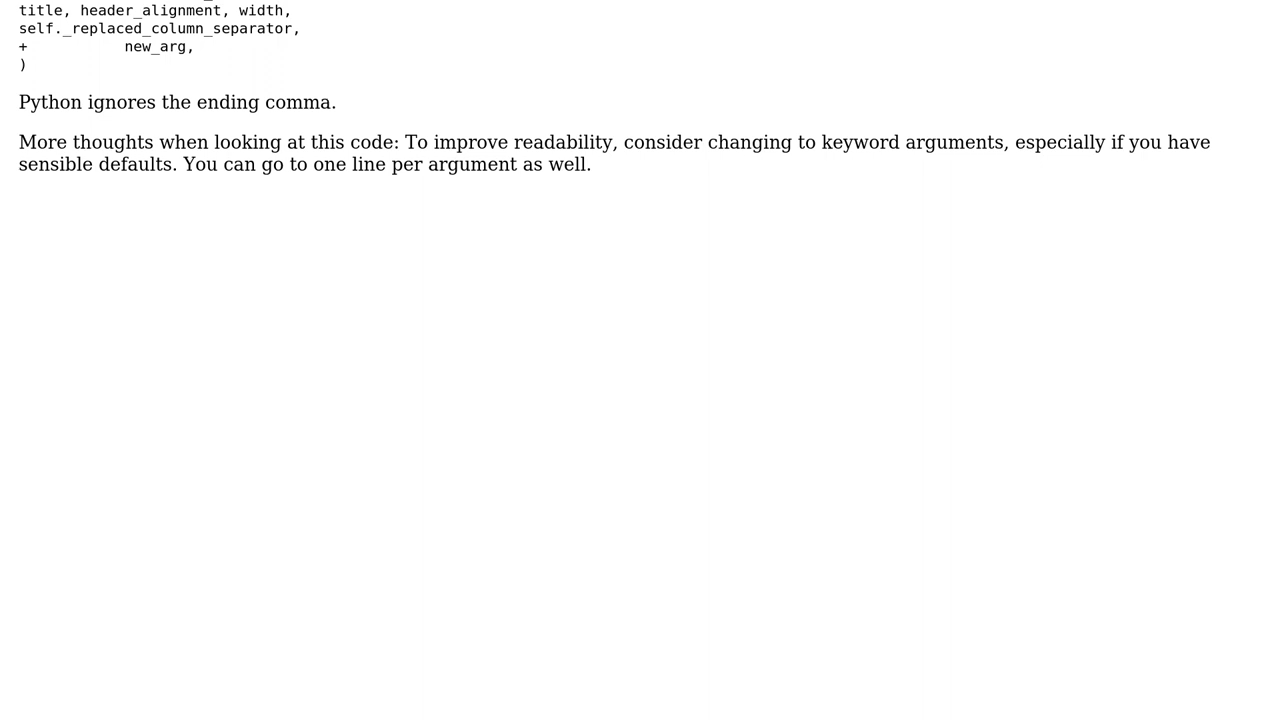 title, header_alignment, width,
self._replaced_column_separator,
+           new_arg,
)
Python ignores the ending comma.
More thoughts when looking at this code: To improve readability, consider changing to keyword arguments, especially if you have
sensible defaults. You can go to one line per argument as well.